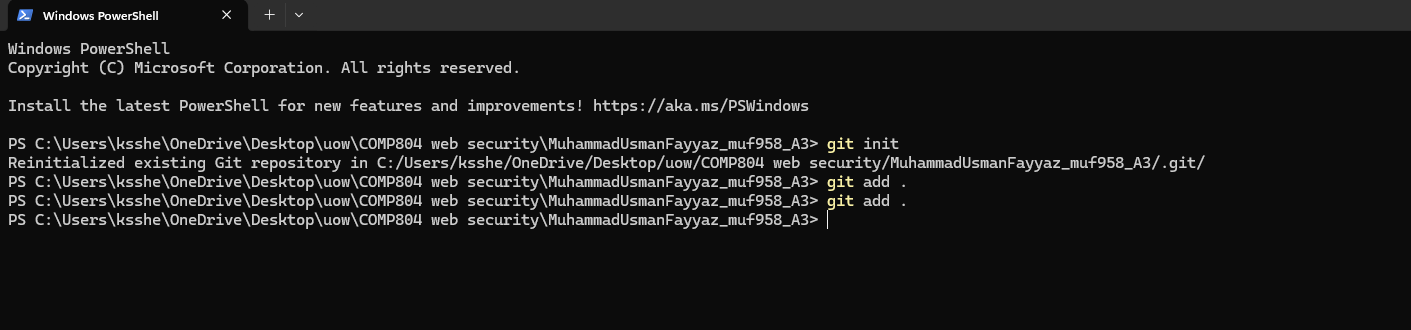 Windows PowerShell
Windows PowerShell
Copyright (C) Microsoft Corporation. All rights reserved.
Install the latest PowerShell for new features and improvements! https://aka.ms/PSWindows
PS C:\Users\ksshe\OneDrive\Desktop\uow\COMP804 web security\MuhammadUsmanFayyaz_muf958_A3> git init
Reinitialized existing Git repository in C:/Users/ksshe/OneDrive/Desktop/uow/COMP804 web security/MuhammadUsmanFayyaz_muf958_A3/.git/
PS C:\Users\ksshe\OneDrive\Desktop\uow\COMP804 web security\MuhammadUsmanFayyaz_muf958_A3> git add .
PS C:\Users\ksshe\OneDrive\Desktop\uow\COMP804 web security\MuhammadUsmanFayyaz_muf958_A3> git add .
PS C:\Users\ksshe\OneDrive\Desktop\uow\COMP804 web security\MuhammadUsmanFayyaz_muf958_A3>